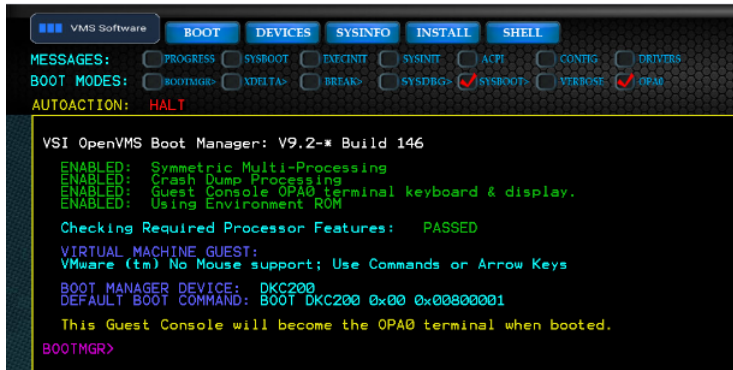 VMS Software BOOT DEVICES SYSINFO INSTALL SHELL
MESSAGES: PROGRESS SYSBOOT EXECINIT SYSINIT ACPI CONFIG DRIVERS
BOOT MODES: BOOTMGR> XDELTA> BREAK> SYSDBG> SYSBOOT> VERBOSE OPA0
AUTOACTION: HALT
VSI OpenVMS Boot Manager: V9.2-* Build 146
ENABLED: Symmetric Multi-Processing
ENABLED: Crash Dump Processing
ENABLED: Guest Console OPA0 terminal keyboard & display.
ENABLED: Using Environment ROM
Checking Required Processor Features: PASSED
VIRTUAL MACHINE GUEST:
VMware (tm) No Mouse support; Use Commands or Arrow Keys
BOOT MANAGER DEVICE: DKC200
DEFAULT BOOT COMMAND: BOOT DKC200 0x00 0x00800001
This Guest Console will become the OPA0 terminal when booted.
BOOTMGR>